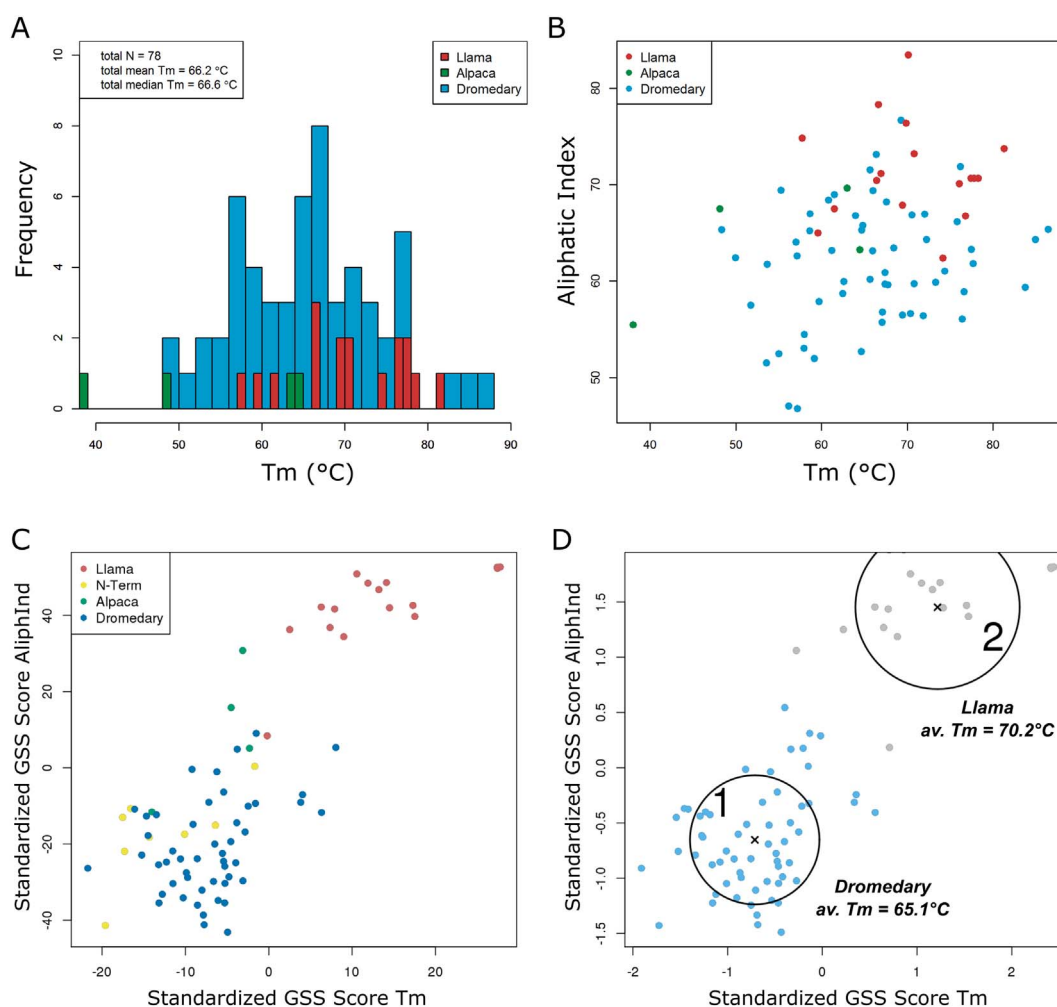 A
total N = 78
total mean Tm = 66.2 °C
total median Tm = 66.6 °C
Llama
Alpaca
Dromedary
Frequency
10
8
6
4
2
0
40 50 60 70 80 90
Tm (°C)
B
Llama
Alpaca
Dromedary
Aliphatic Index
80
70
60
50
40 50 60 70 80
Tm (°C)
C
Llama
N-Term
Alpaca
Dromedary
Standardized GSS Score AliphInd
40
20
0
-20
-40
-20 -10 0 10 20
Standardized GSS Score Tm
D
Standardized GSS Score AliphInd
1.5
1.0
0.5
0.0
-0.5
-1.0
-1.5
2
Llama
av. Tm = 70.2°C
1
Dromedary
av. Tm = 65.1°C
-2 -1 0 1 2
Standardized GSS Score Tm